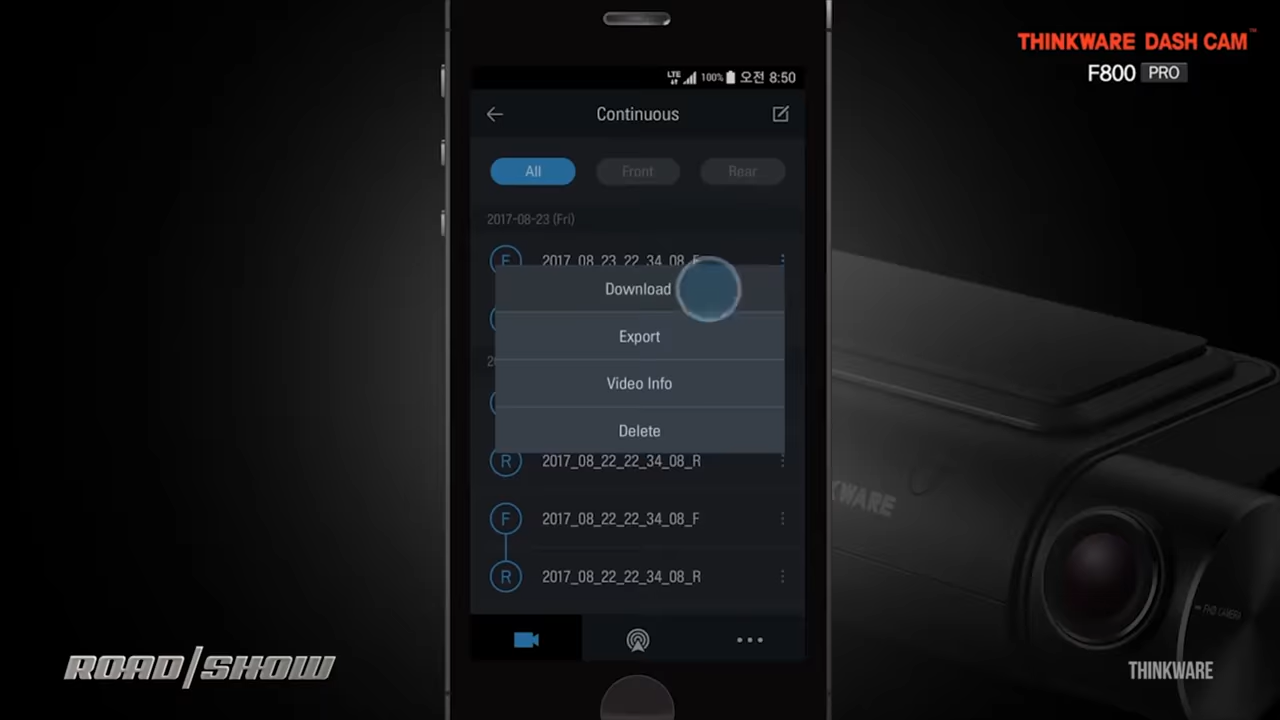 THINKWARE DASH CAM™
F800 PRO
LTE 100% 오전 8:50
Continuous
All Front Rear
2017-08-23 (Fri)
F 2017_08_23_22_34_08_F
Download
Export
Video Info
Delete
R 2017_08_22_22_34_08_R
F 2017_08_22_22_34_08_F
R 2017_08_22_22_34_08_R
ROAD/SHOW
THINKWARE